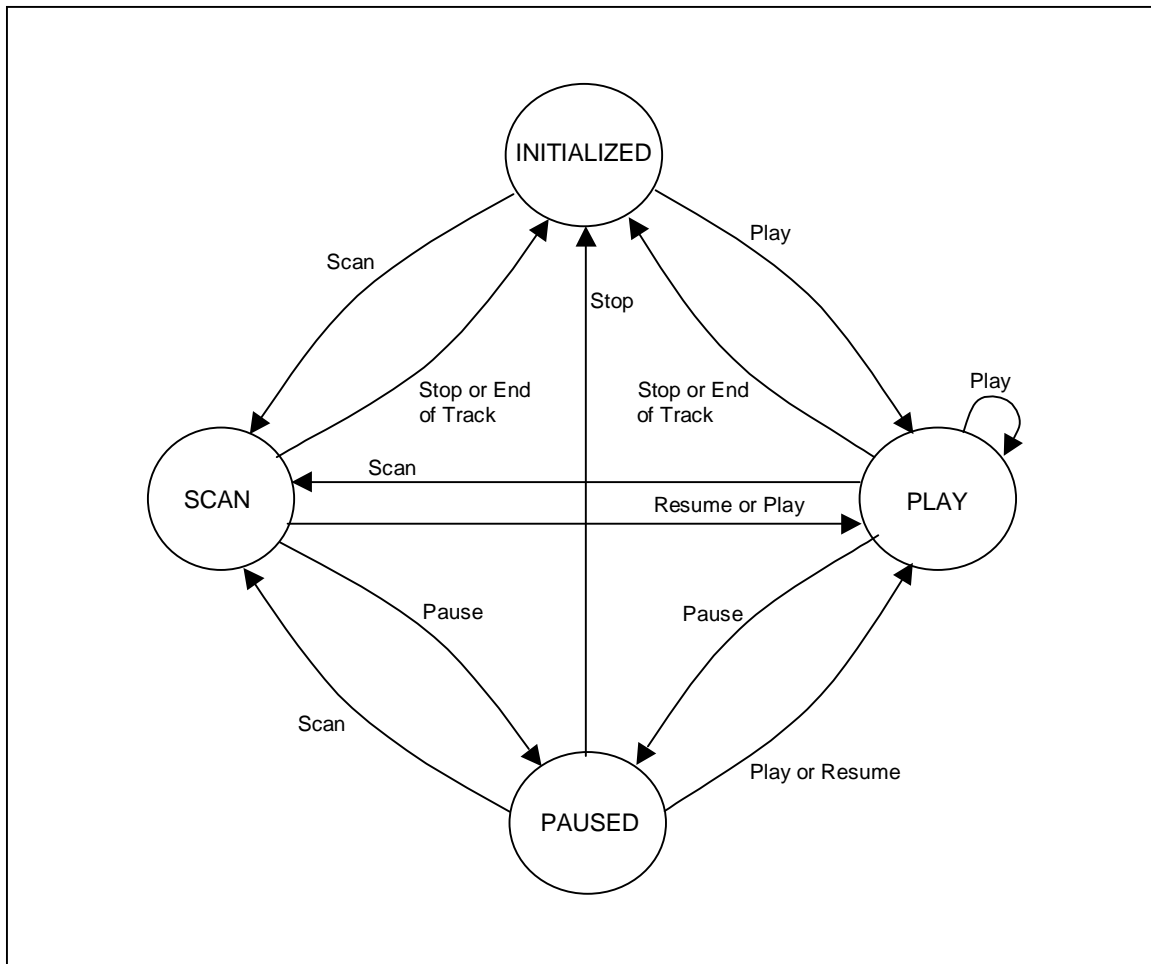 INITIALIZED
Play
Scan
Stop
Play
Stop or End
of Track
Stop or End
of Track
Scan
SCAN
PLAY
Resume or Play
Pause
Pause
Scan
Play or Resume
PAUSED